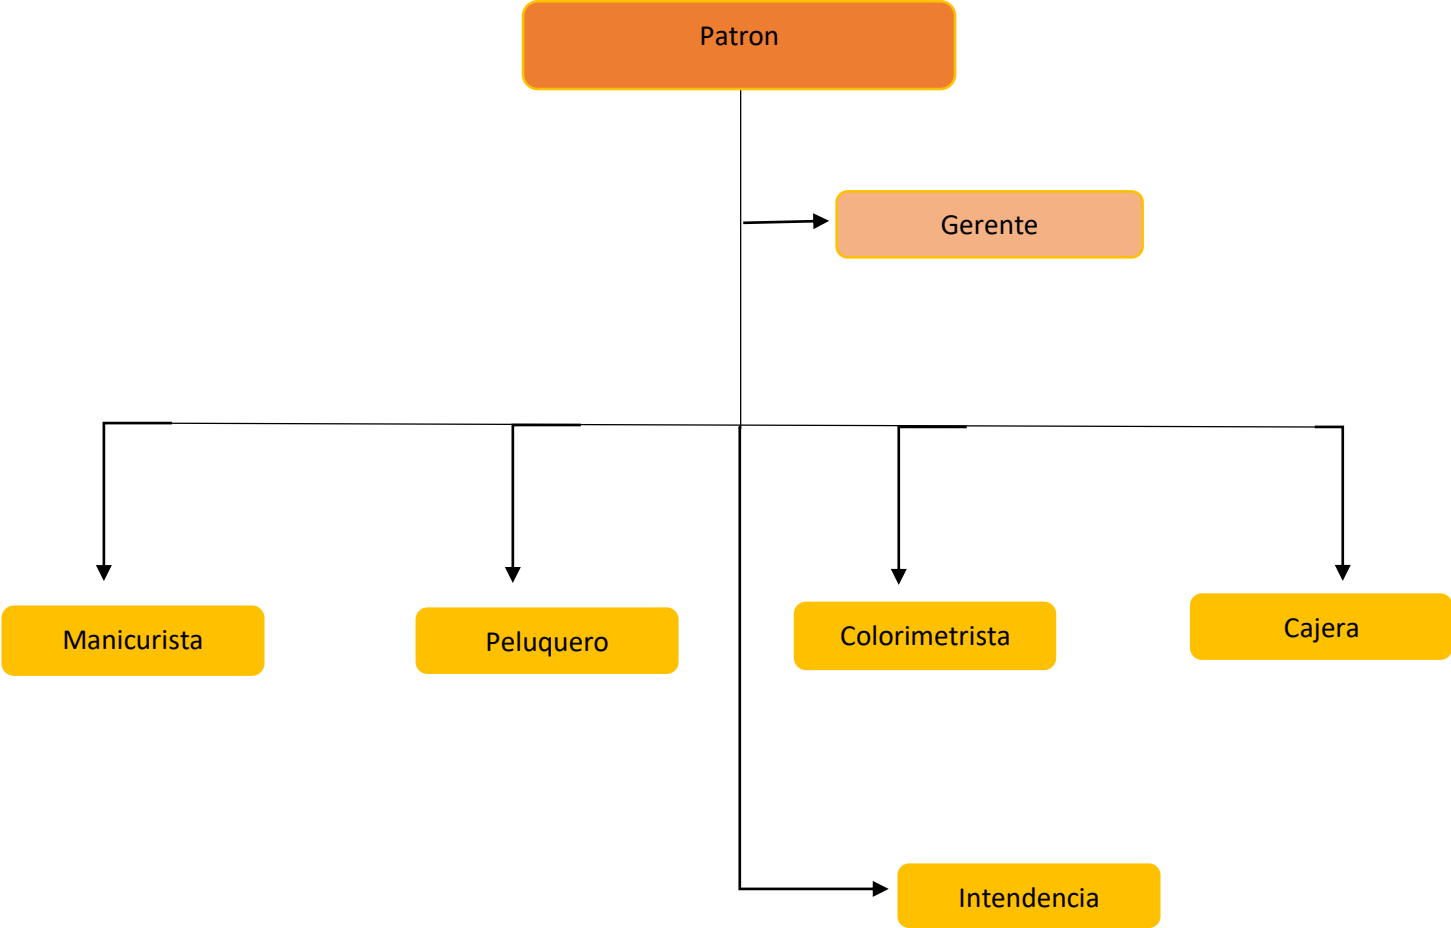 Patron
Gerente
Manicurista
Peluquero
Colorimetrista
Cajera
Intendencia